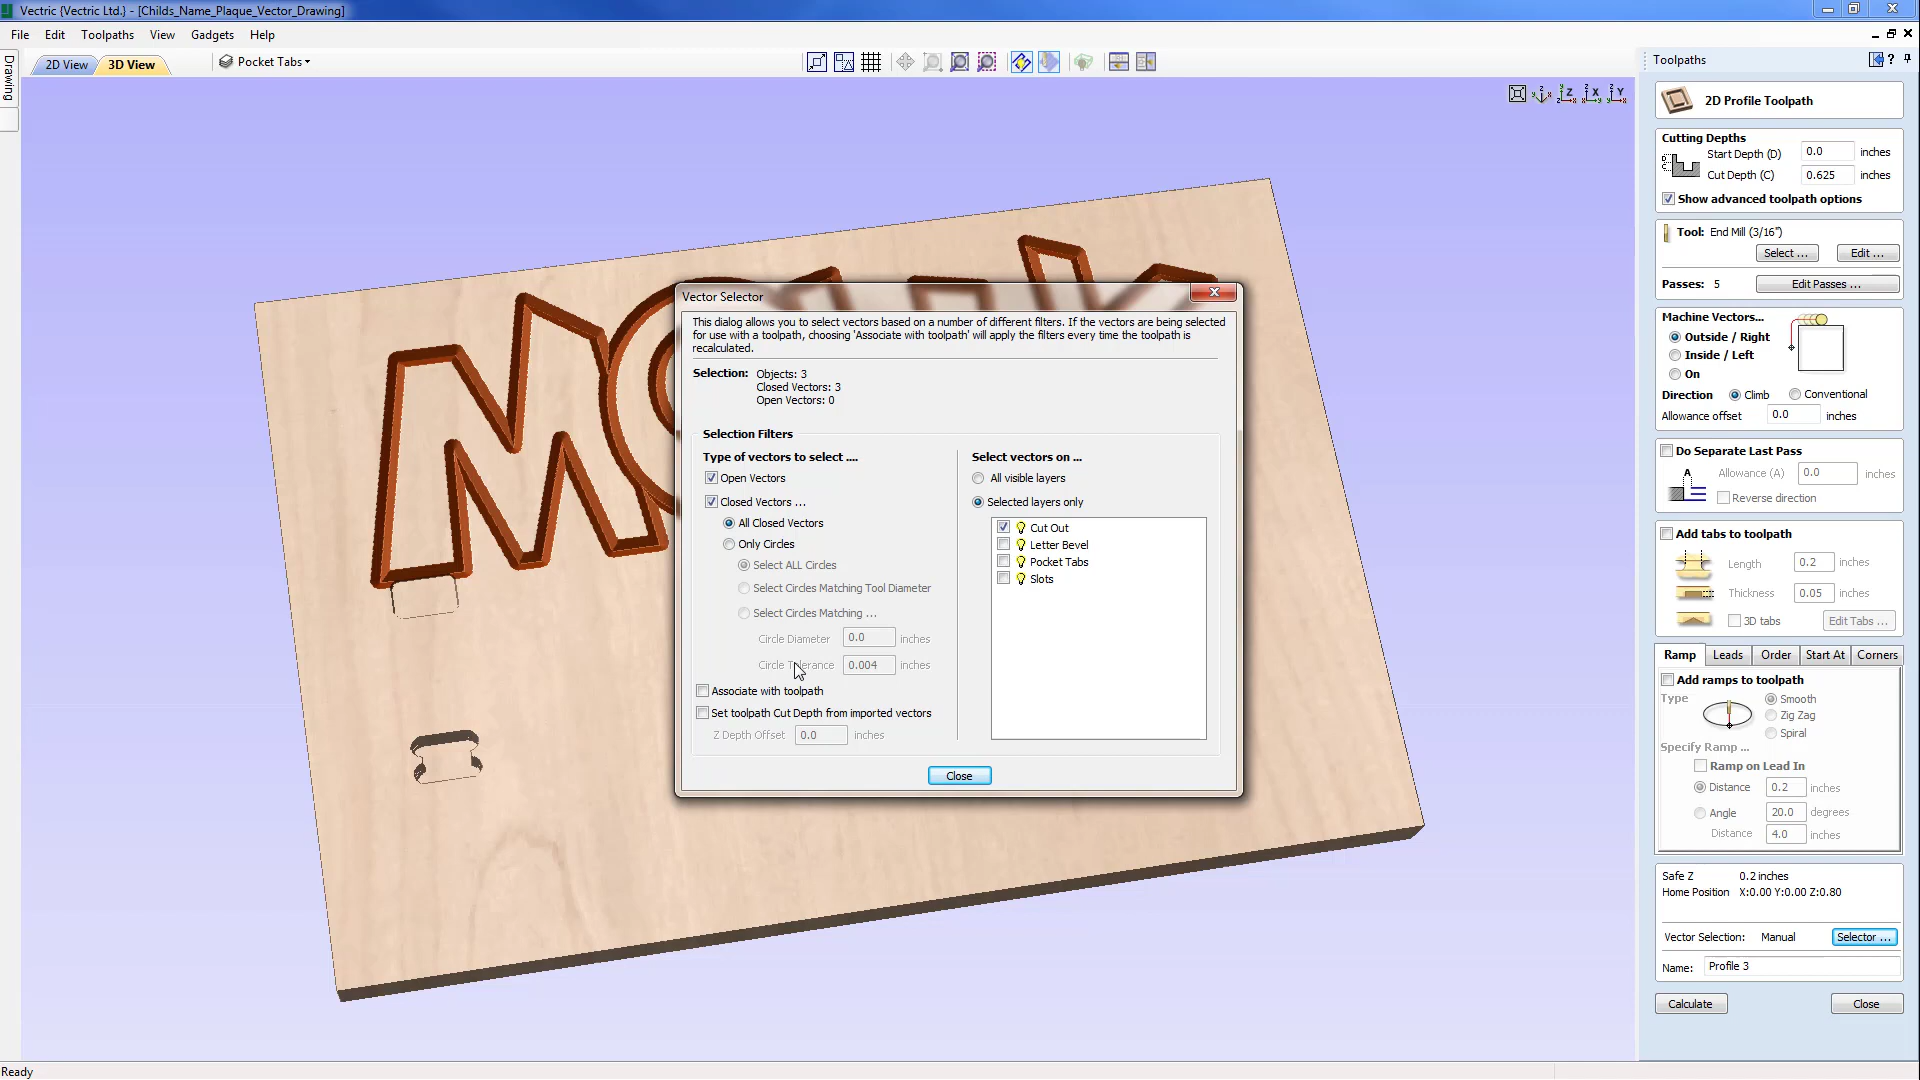 Vectric {Vectric Ltd.} - [Childs_Name_Plaque_Vector_Drawing]
File Edit Toolpaths View Gadgets Help
Drawing
2D View 3D View Pocket Tabs
Toolpaths
2D Profile Toolpath
Cutting Depths
Start Depth (D) 0.0 inches
Cut Depth (C) 0.625 inches
Show advanced toolpath options
Tool: End Mill (3/16")
Select ... Edit ...
Passes: 5 Edit Passes ...
Machine Vectors...
Outside / Right
Inside / Left
On
Direction Climb Conventional
Allowance offset 0.0 inches
Do Separate Last Pass
A Allowance (A) 0.0 inches
Reverse direction
Add tabs to toolpath
Length 0.2 inches
Thickness 0.05 inches
3D tabs Edit Tabs ...
Ramp Leads Order Start At Corners
Add ramps to toolpath
Type Smooth
Zig Zag
Spiral
Specify Ramp ...
Ramp on Lead In
Distance 0.2 inches
Angle 20.0 degrees
Distance 4.0 inches
Safe Z 0.2 inches
Home Position X:0.00 Y:0.00 Z:0.80
Vector Selection: Manual Selector ...
Name: Profile 3
Calculate Close
Vector Selector
This dialog allows you to select vectors based on a number of different filters. If the vectors are being selected
for use with a toolpath, choosing 'Associate with toolpath' will apply the filters every time the toolpath is
recalculated.
Selection: Objects: 3
Closed Vectors: 3
Open Vectors: 0
Selection Filters
Type of vectors to select .... Select vectors on ...
Open Vectors All visible layers
Closed Vectors ... Selected layers only
All Closed Vectors
Only Circles
Select ALL Circles
Select Circles Matching Tool Diameter
Select Circles Matching ...
Circle Diameter 0.0 inches
Circle Tolerance 0.004 inches
Associate with toolpath
Set toolpath Cut Depth from imported vectors
Z Depth Offset 0.0 inches
Cut Out
Letter Bevel
Pocket Tabs
Slots
Close
Ready